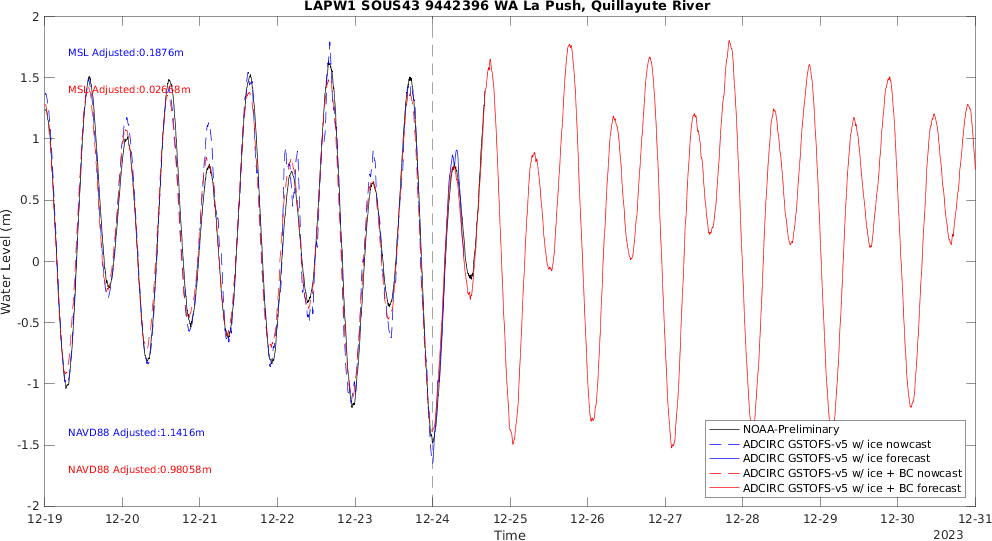 LAPW1 SOUS43 9442396 WA La Push, Quillayute River
2
1.5
1
0.5
0
-0.5
-1
-1.5
-2
Water Level (m)
MSL Adjusted:0.1876m
MSL Adjusted:0.02668m
NAVD88 Adjusted:1.1416m
NAVD88 Adjusted:0.98058m
NOAA-Preliminary
ADCIRC GSTOFS-v5 w/ ice nowcast
ADCIRC GSTOFS-v5 w/ ice forecast
ADCIRC GSTOFS-v5 w/ ice + BC nowcast
ADCIRC GSTOFS-v5 w/ ice + BC forecast
12-19 12-20 12-21 12-22 12-23 12-24 12-25 12-26 12-27 12-28 12-29 12-30 12-31
Time
2023